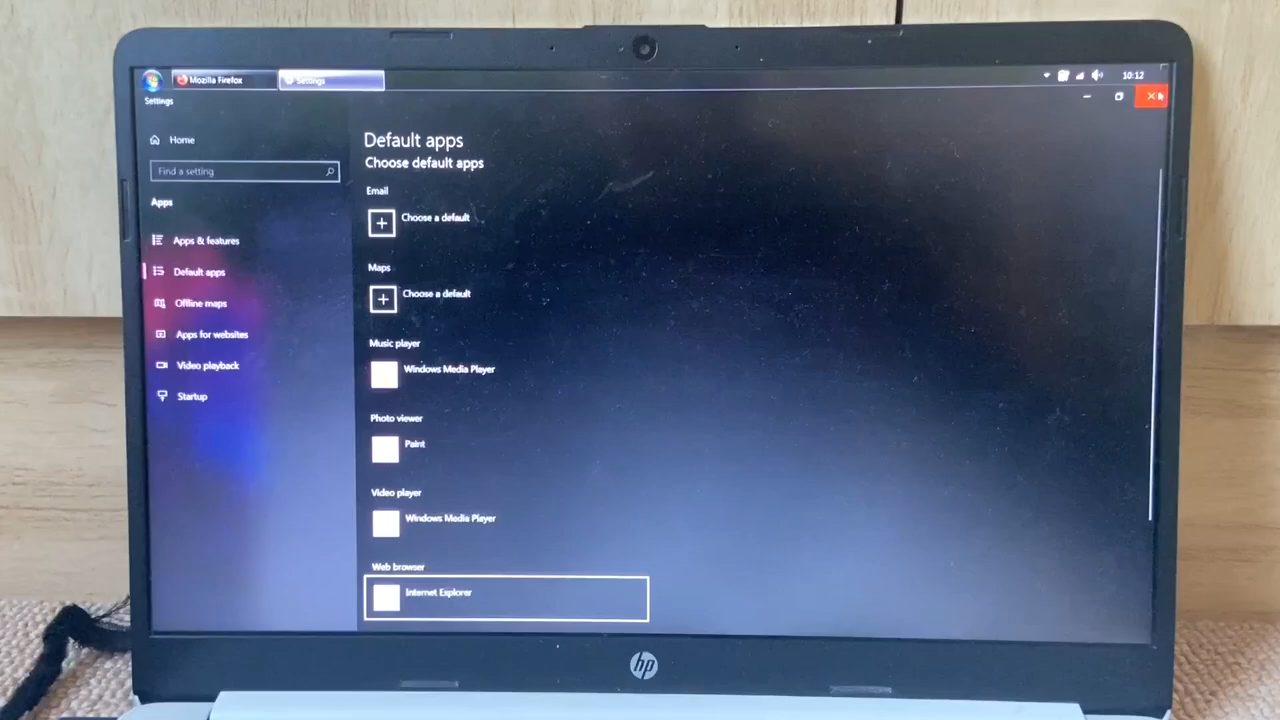 Mozilla Firefox
Settings
10:12
Settings
Home
Find a setting
Apps
Apps & features
Default apps
Offline maps
Apps for websites
Video playback
Startup
Default apps
Choose default apps
Email
Choose a default
Maps
Choose a default
Music player
Windows Media Player
Photo viewer
Paint
Video player
Windows Media Player
Web browser
Internet Explorer
hp